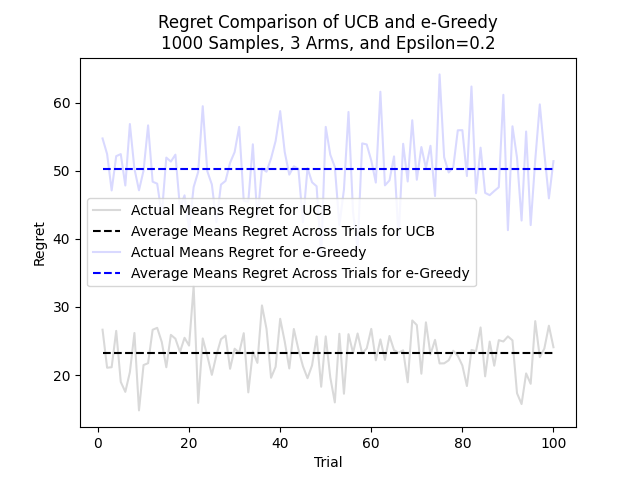 Regret Comparison of UCB and e-Greedy
1000 Samples, 3 Arms, and Epsilon=0.2
60
50
40
30
20
Regret
Actual Means Regret for UCB
Average Means Regret Across Trials for UCB
Actual Means Regret for e-Greedy
Average Means Regret Across Trials for e-Greedy
0 20 40 60 80 100
Trial